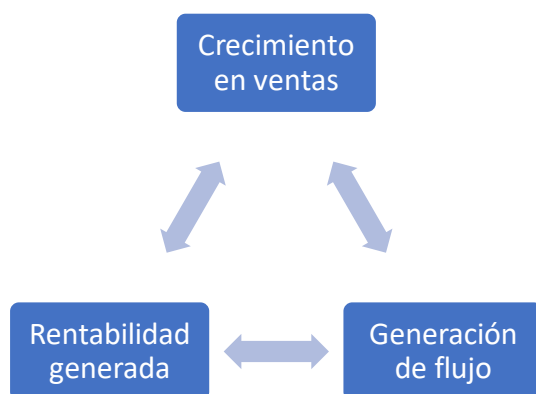 Crecimiento
en ventas
Rentabilidad
generada
Generación
de flujo